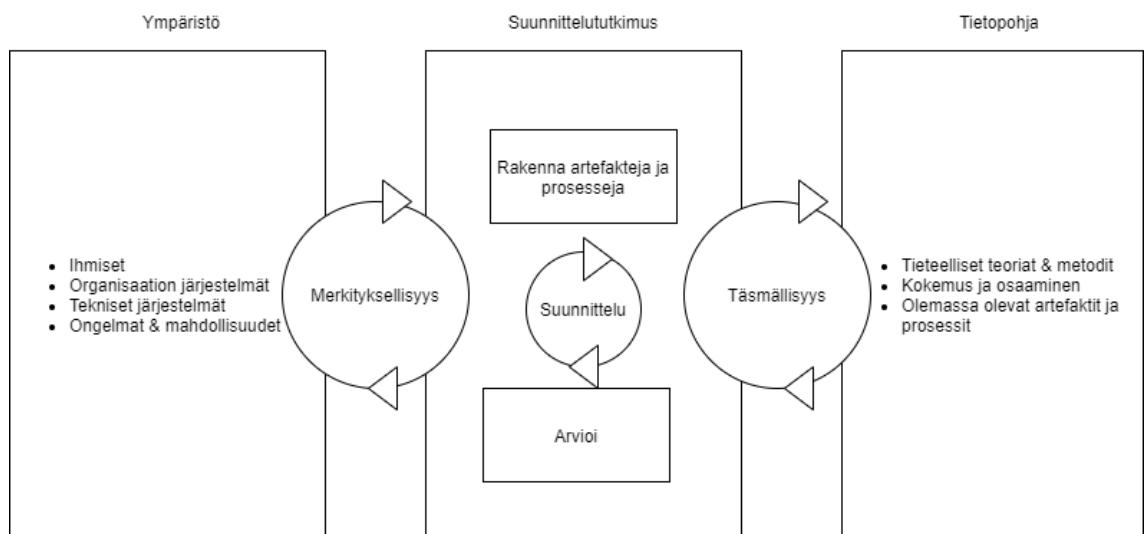 Ympäristö
Suunnittelututkimus
Tietopohja
Rakenna artefakteja ja
prosesseja
• Ihmiset
• Organisaation järjestelmät
• Tekniset järjestelmät
• Ongelmat & mahdollisuudet
Merkityksellisyys
Suunnittelu
Täsmällisyys
• Tieteelliset teoriat & metodit
• Kokemus ja osaaminen
• Olemassa olevat artefaktit ja
prosessit
Arvioi